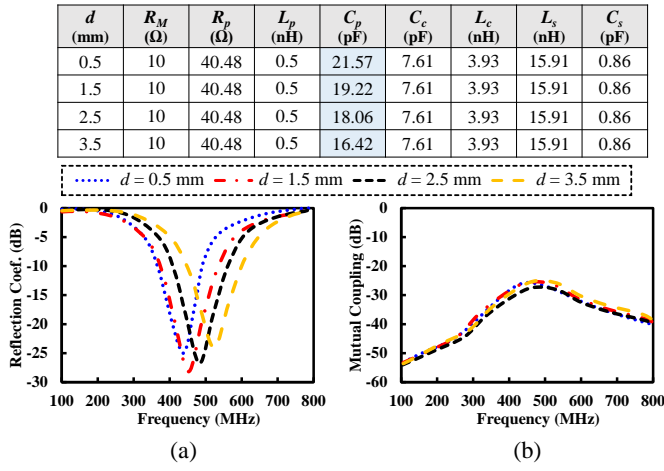 d R_M R_p L_p C_p C_c L_c L_s C_s
(mm) (Ω) (Ω) (nH) (pF) (pF) (nH) (nH) (pF)
0.5 10 40.48 0.5 21.57 7.61 3.93 15.91 0.86
1.5 10 40.48 0.5 19.22 7.61 3.93 15.91 0.86
2.5 10 40.48 0.5 18.06 7.61 3.93 15.91 0.86
3.5 10 40.48 0.5 16.42 7.61 3.93 15.91 0.86
d = 0.5 mm d = 1.5 mm d = 2.5 mm d = 3.5 mm
Reflection Coef. (dB)
0
-5
-10
-15
-20
-25
-30
100 200 300 400 500 600 700 800
Frequency (MHz)
(a)
Mutual Coupling (dB)
0
-10
-20
-30
-40
-50
-60
100 200 300 400 500 600 700 800
Frequency (MHz)
(b)